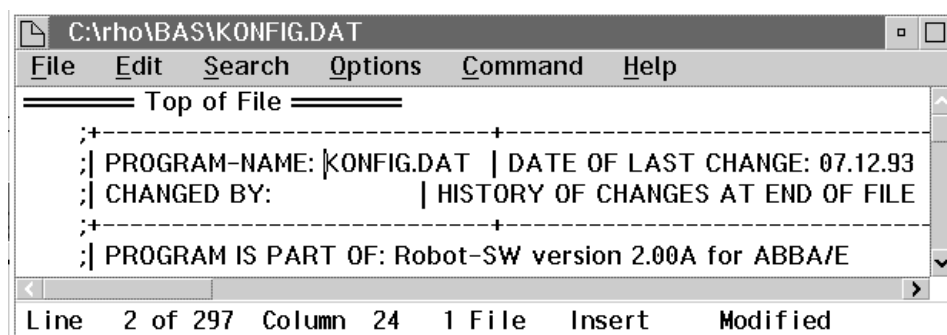 C:\rho\BAS\KONFIG.DAT
File Edit Search Options Command Help
====== Top of File ======
;+------------------------------+---------------------------------
;| PROGRAM-NAME: KONFIG.DAT | DATE OF LAST CHANGE: 07.12.93
;| CHANGED BY: | HISTORY OF CHANGES AT END OF FILE
;+------------------------------+---------------------------------
;| PROGRAM IS PART OF: Robot-SW version 2.00A for ABBA/E
Line 2 of 297 Column 24 1 File Insert Modified